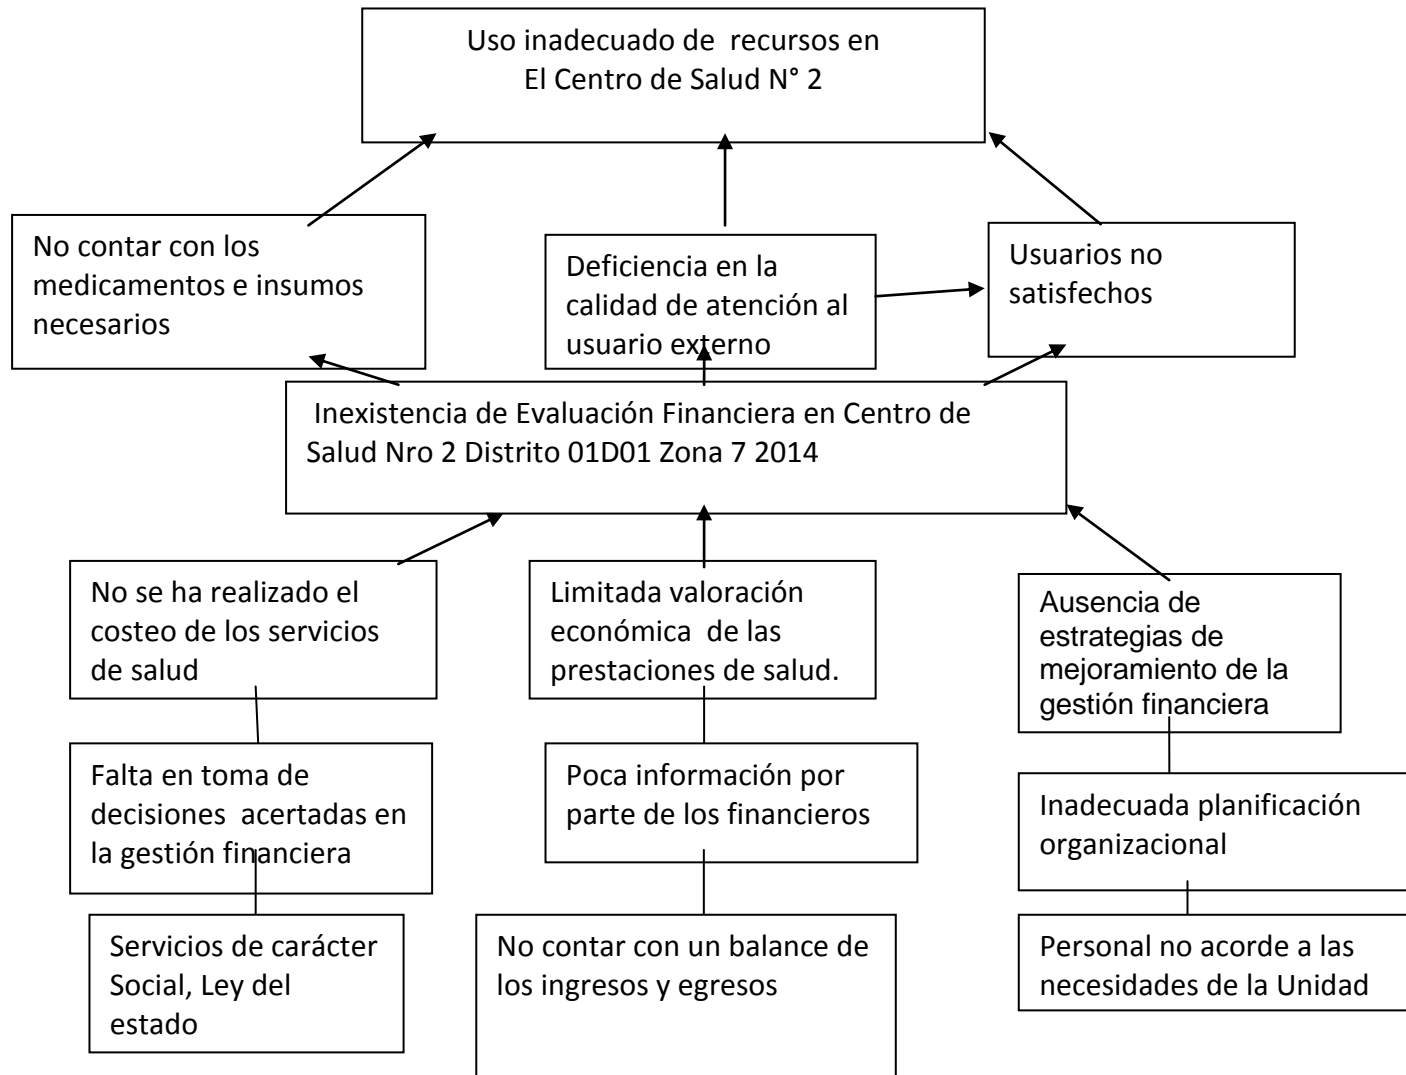 Uso inadecuado de recursos en
El Centro de Salud N° 2
No contar con los
medicamentos e insumos
necesarios
Deficiencia en la
calidad de atención al
usuario externo
Usuarios no
satisfechos
Inexistencia de Evaluación Financiera en Centro de
Salud Nro 2 Distrito 01D01 Zona 7 2014
No se ha realizado el
costeo de los servicios
de salud
Limitada valoración
económica de las
prestaciones de salud.
Ausencia de
estrategias de
mejoramiento de la
gestión financiera
Falta en toma de
decisiones acertadas en
la gestión financiera
Poca información por
parte de los financieros
Inadecuada planificación
organizacional
Servicios de carácter
Social, Ley del
estado
No contar con un balance de
los ingresos y egresos
Personal no acorde a las
necesidades de la Unidad